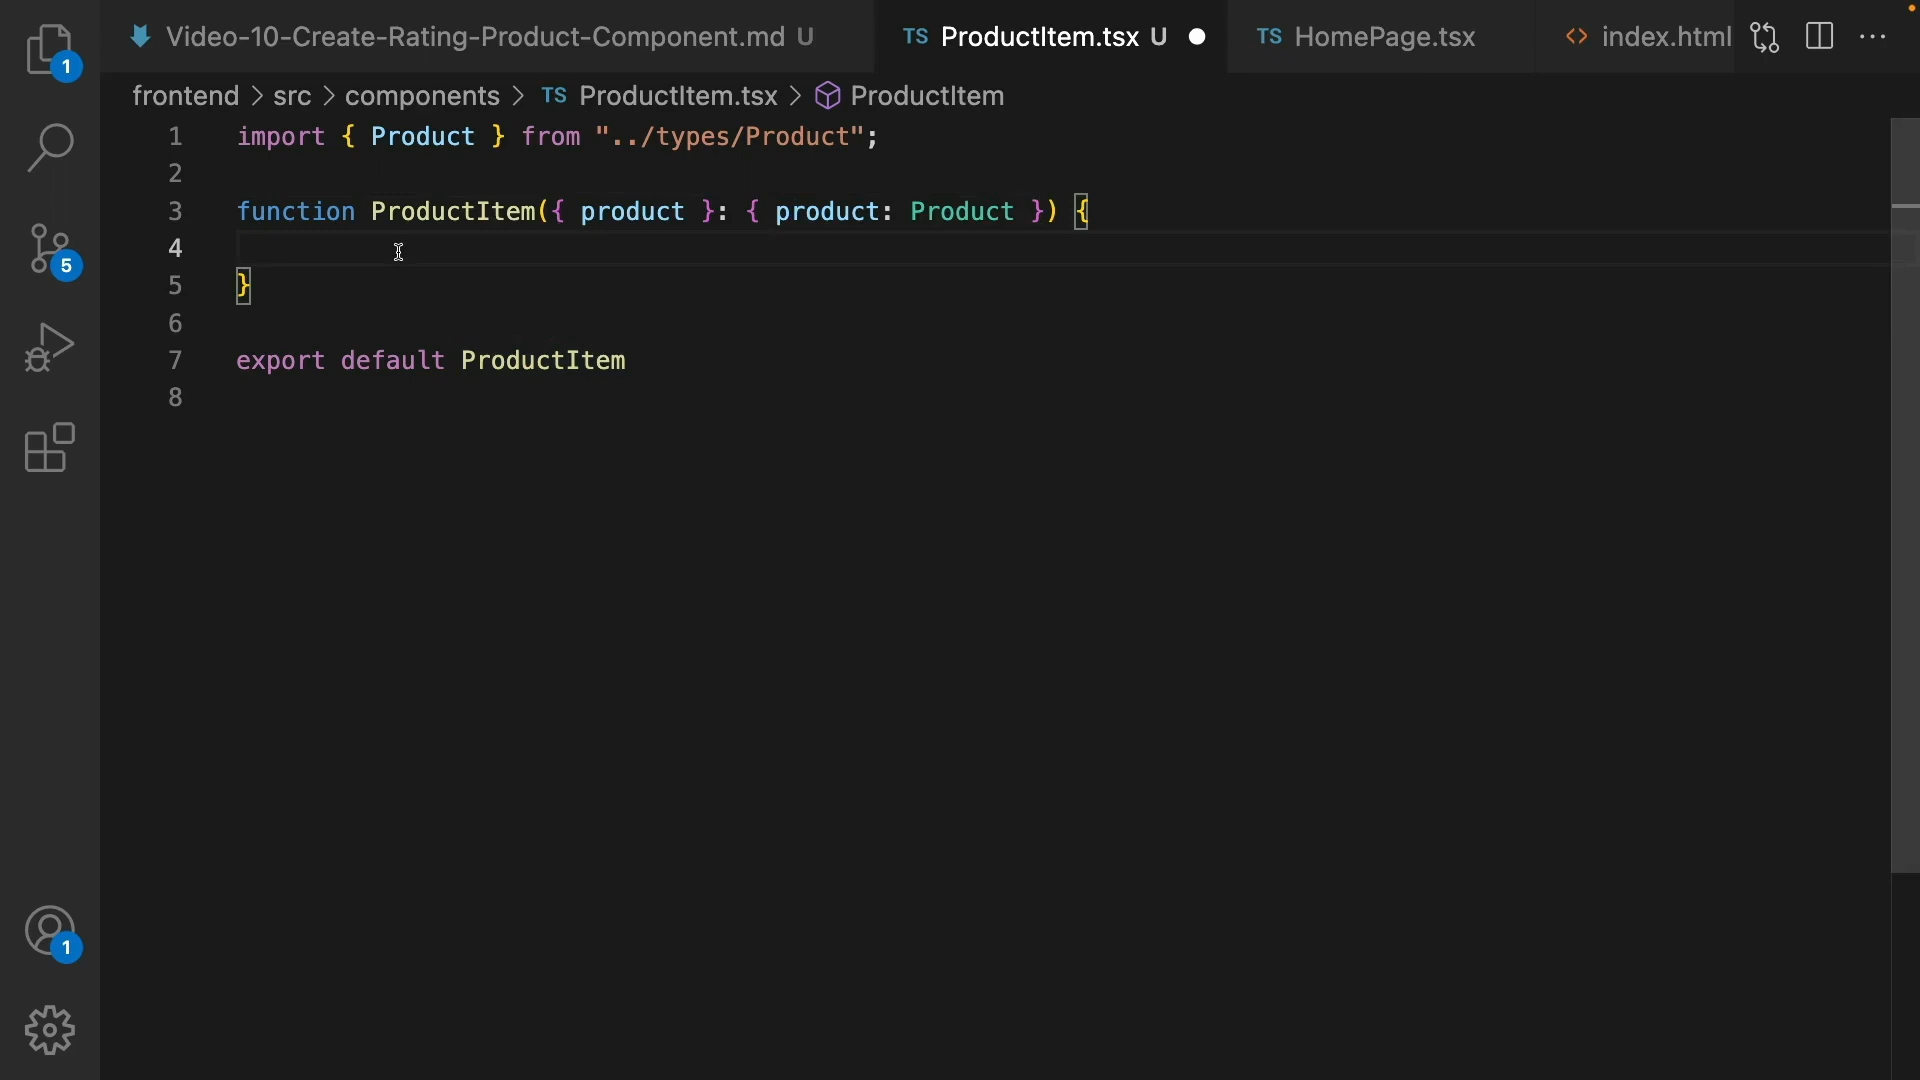 Video-10-Create-Rating-Product-Component.md U TS ProductItem.tsx U TS HomePage.tsx <> index.html ...
1
frontend > src > components > TS ProductItem.tsx > ProductItem
1 import { Product } from "../types/Product";
2
3 function ProductItem({ product }: { product: Product }) {
4
5 }
5
6
7 export default ProductItem
8
1